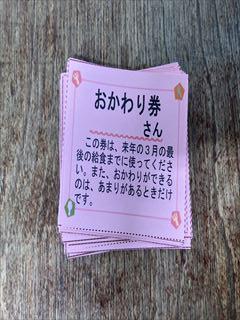 おかわり券
さん
この券は、来年の３月の最
後の給食までに使ってくださ
い。また、おかわりができる
のは、あまりがあるときだけ
です。